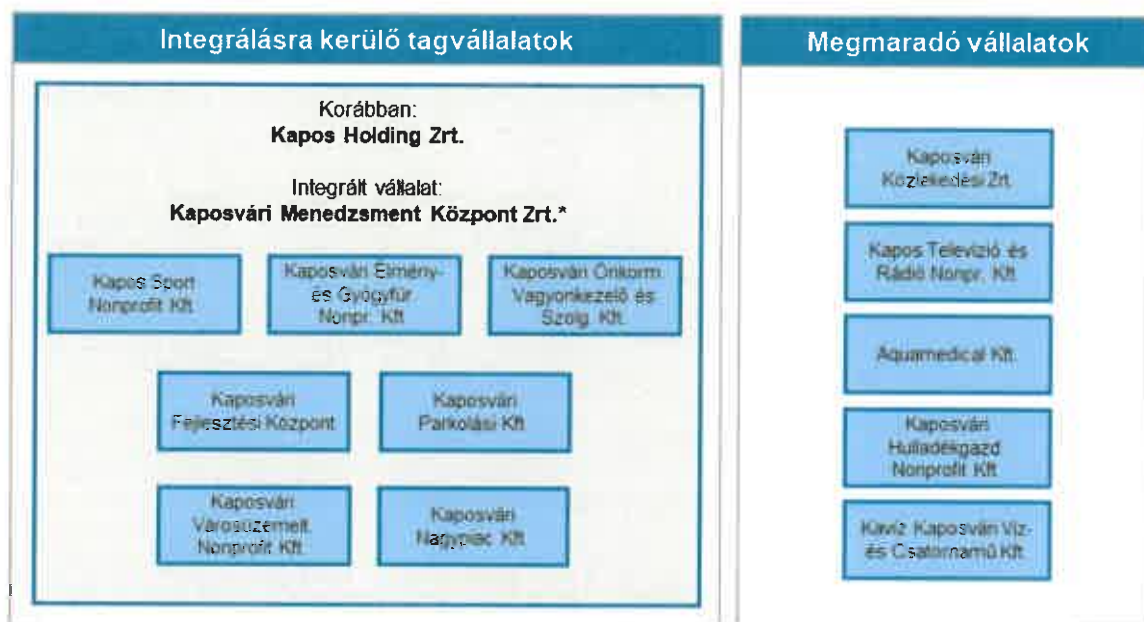 Integrálásra kerülő tagvállalatok
Korábban:
Kapos Holding Zrt.
Integrált vállalat:
Kaposvári Menedzsment Központ Zrt.*
Kapos Sport
Nonprofit Kft.
Kaposvári Élmény-
és Gyógyfür.
Nonpr. Kft
Kaposvári Önkorm
Vagyonkezelő és
Szolg. Kft.
Kaposvári
Fejlesztési Központ
Kaposvári
Parkolási Kft
Kaposvári
Városüzemelt.
Nonprofit Kft.
Kaposvári
Nagypiac Kft
Megmaradó vállalatok
Kaposvári
Közlekedési Zrt.
Kapos Televízió és
Rádió Nonpr. Kft.
Aquamedical Kft.
Kaposvári
Hulladékgazd
Nonprofit Kft
Kavíz Kaposvári Víz-
és Csatornamű Kft.